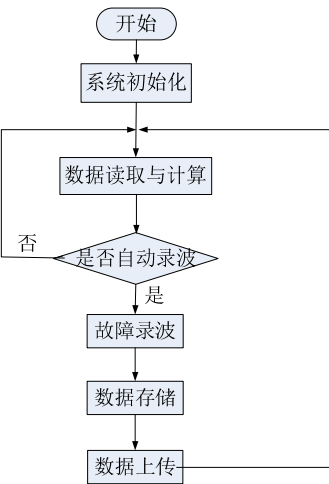 开始
系统初始化
数据读取与计算
是否自动录波
否
是
故障录波
数据存储
数据上传